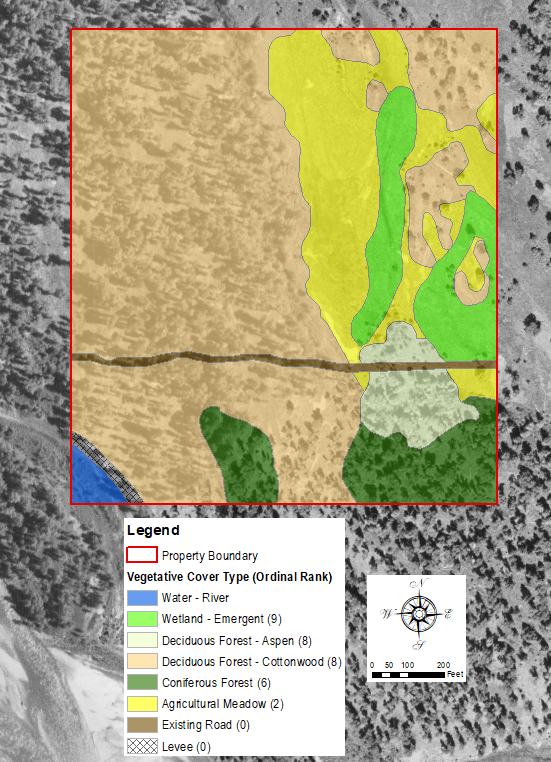 Legend
Property Boundary
Vegetative Cover Type (Ordinal Rank)
Water - River
Wetland - Emergent (9)
Deciduous Forest - Aspen (8)
Deciduous Forest - Cottonwood (8)
Coniferous Forest (6)
Agricultural Meadow (2)
Existing Road (0)
Levee (0)
N
W E
S
0 50 100 200
Feet